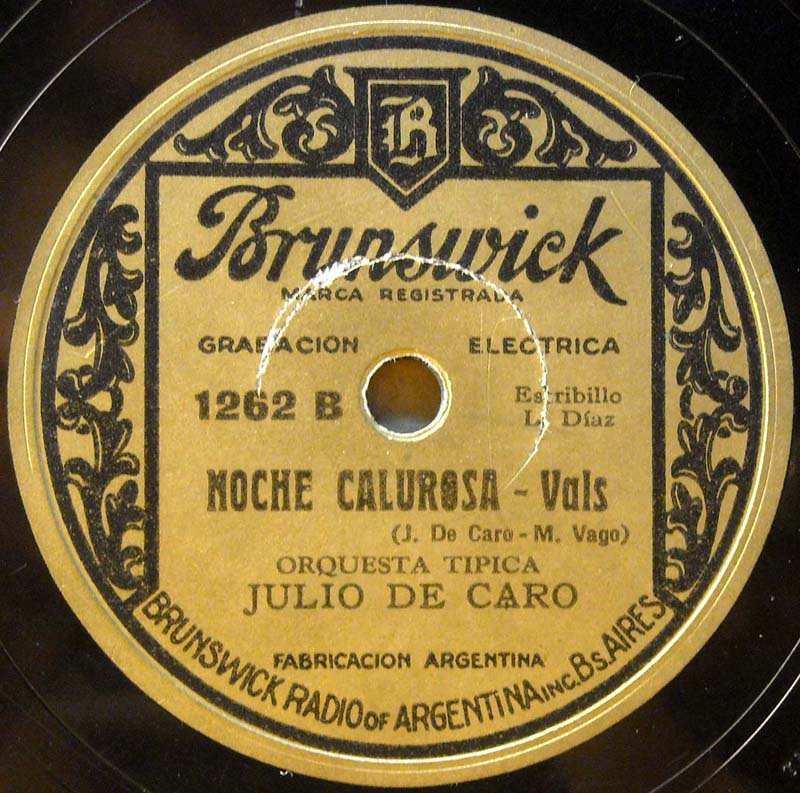 B
Brunswick
MARCA REGISTRADA
GRABACION ELECTRICA
1262 B
Estribillo
L. Díaz
NOCHE CALUROSA - Vals
(J. De Caro - M. Vago)
ORQUESTA TIPICA
JULIO DE CARO
FABRICACION ARGENTINA
BRUNSWICK RADIO OF ARGENTINA INC. Bs. AIRES